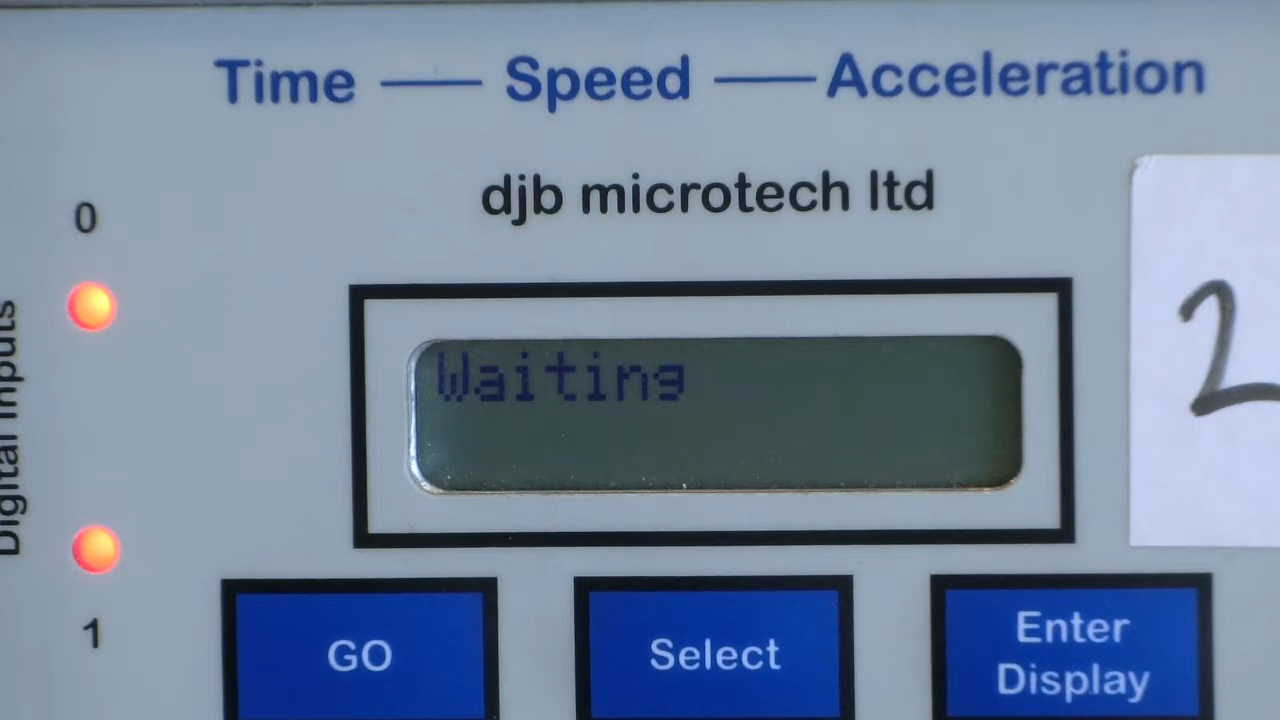 Time — Speed — Acceleration
djb microtech ltd
0
Digital Inputs
Waiting
2
1
GO
Select
Enter
Display